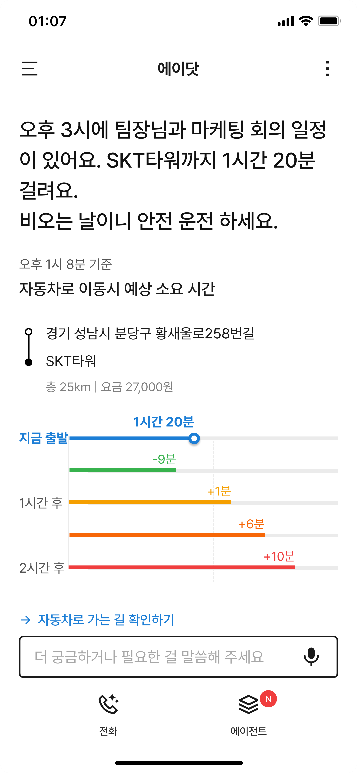 01:07
에이닷
오후 3시에 팀장님과 마케팅 회의 일정
이 있어요. SKT타워까지 1시간 20분
걸려요.
비오는 날이니 안전 운전 하세요.
오후 1시 8분 기준
자동차로 이동시 예상 소요 시간
경기 성남시 분당구 황새울로258번길
SKT타워
총 25km | 요금 27,000원
1시간 20분
지금 출발
-9분
+1분
1시간 후
+6분
+10분
2시간 후
→ 자동차로 가는 길 확인하기
더 궁금하거나 필요한 걸 말씀해 주세요
N
전화
에이전트